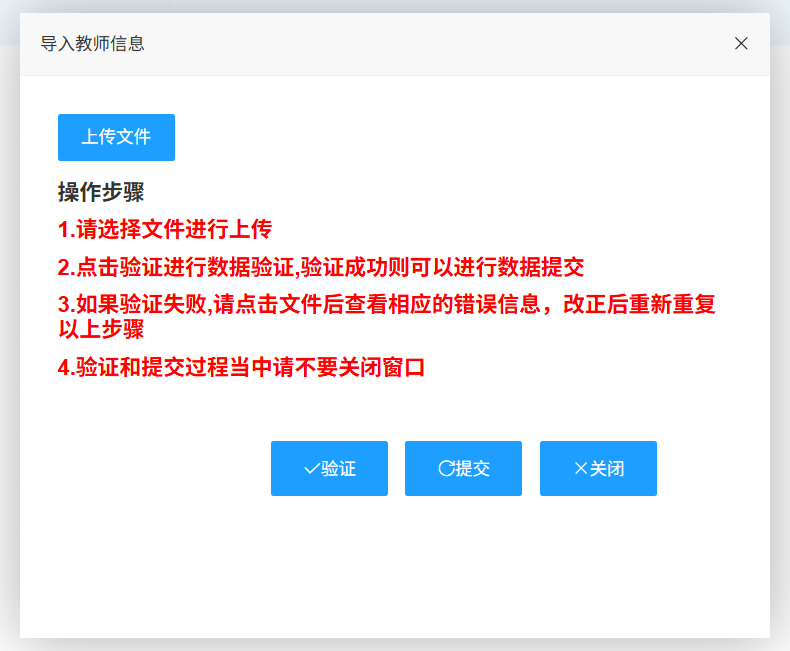 导入教师信息
上传文件
操作步骤
1.请选择文件进行上传
2.点击验证进行数据验证,验证成功则可以进行数据提交
3.如果验证失败,请点击文件后查看相应的错误信息，改正后重新重复
以上步骤
4.验证和提交过程当中请不要关闭窗口
验证 提交 关闭